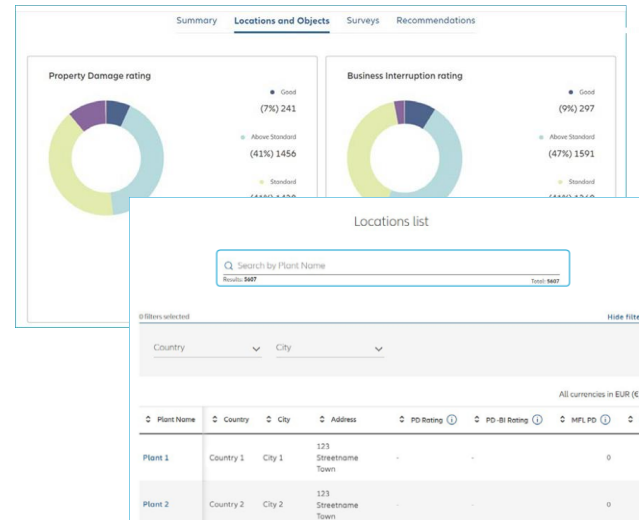 Summary Locations and Objects Surveys Recommendations
Property Damage rating
Good
(7%) 241
Above Standard
(41%) 1456
Standard
Business Interruption rating
Good
(9%) 297
Above Standard
(47%) 1591
Standard
Locations list
Search by Plant Name
Results: 5607 Total: 5607
0 filters selected Hide filte
Country City
All currencies in EUR (€
Plant Name Country City Address PD Rating PD-BI Rating MFL PD
Plant 1 Country 1 City 1 123 Streetname Town - - 0
Plant 2 Country 2 City 2 123 Streetname Town - - 0